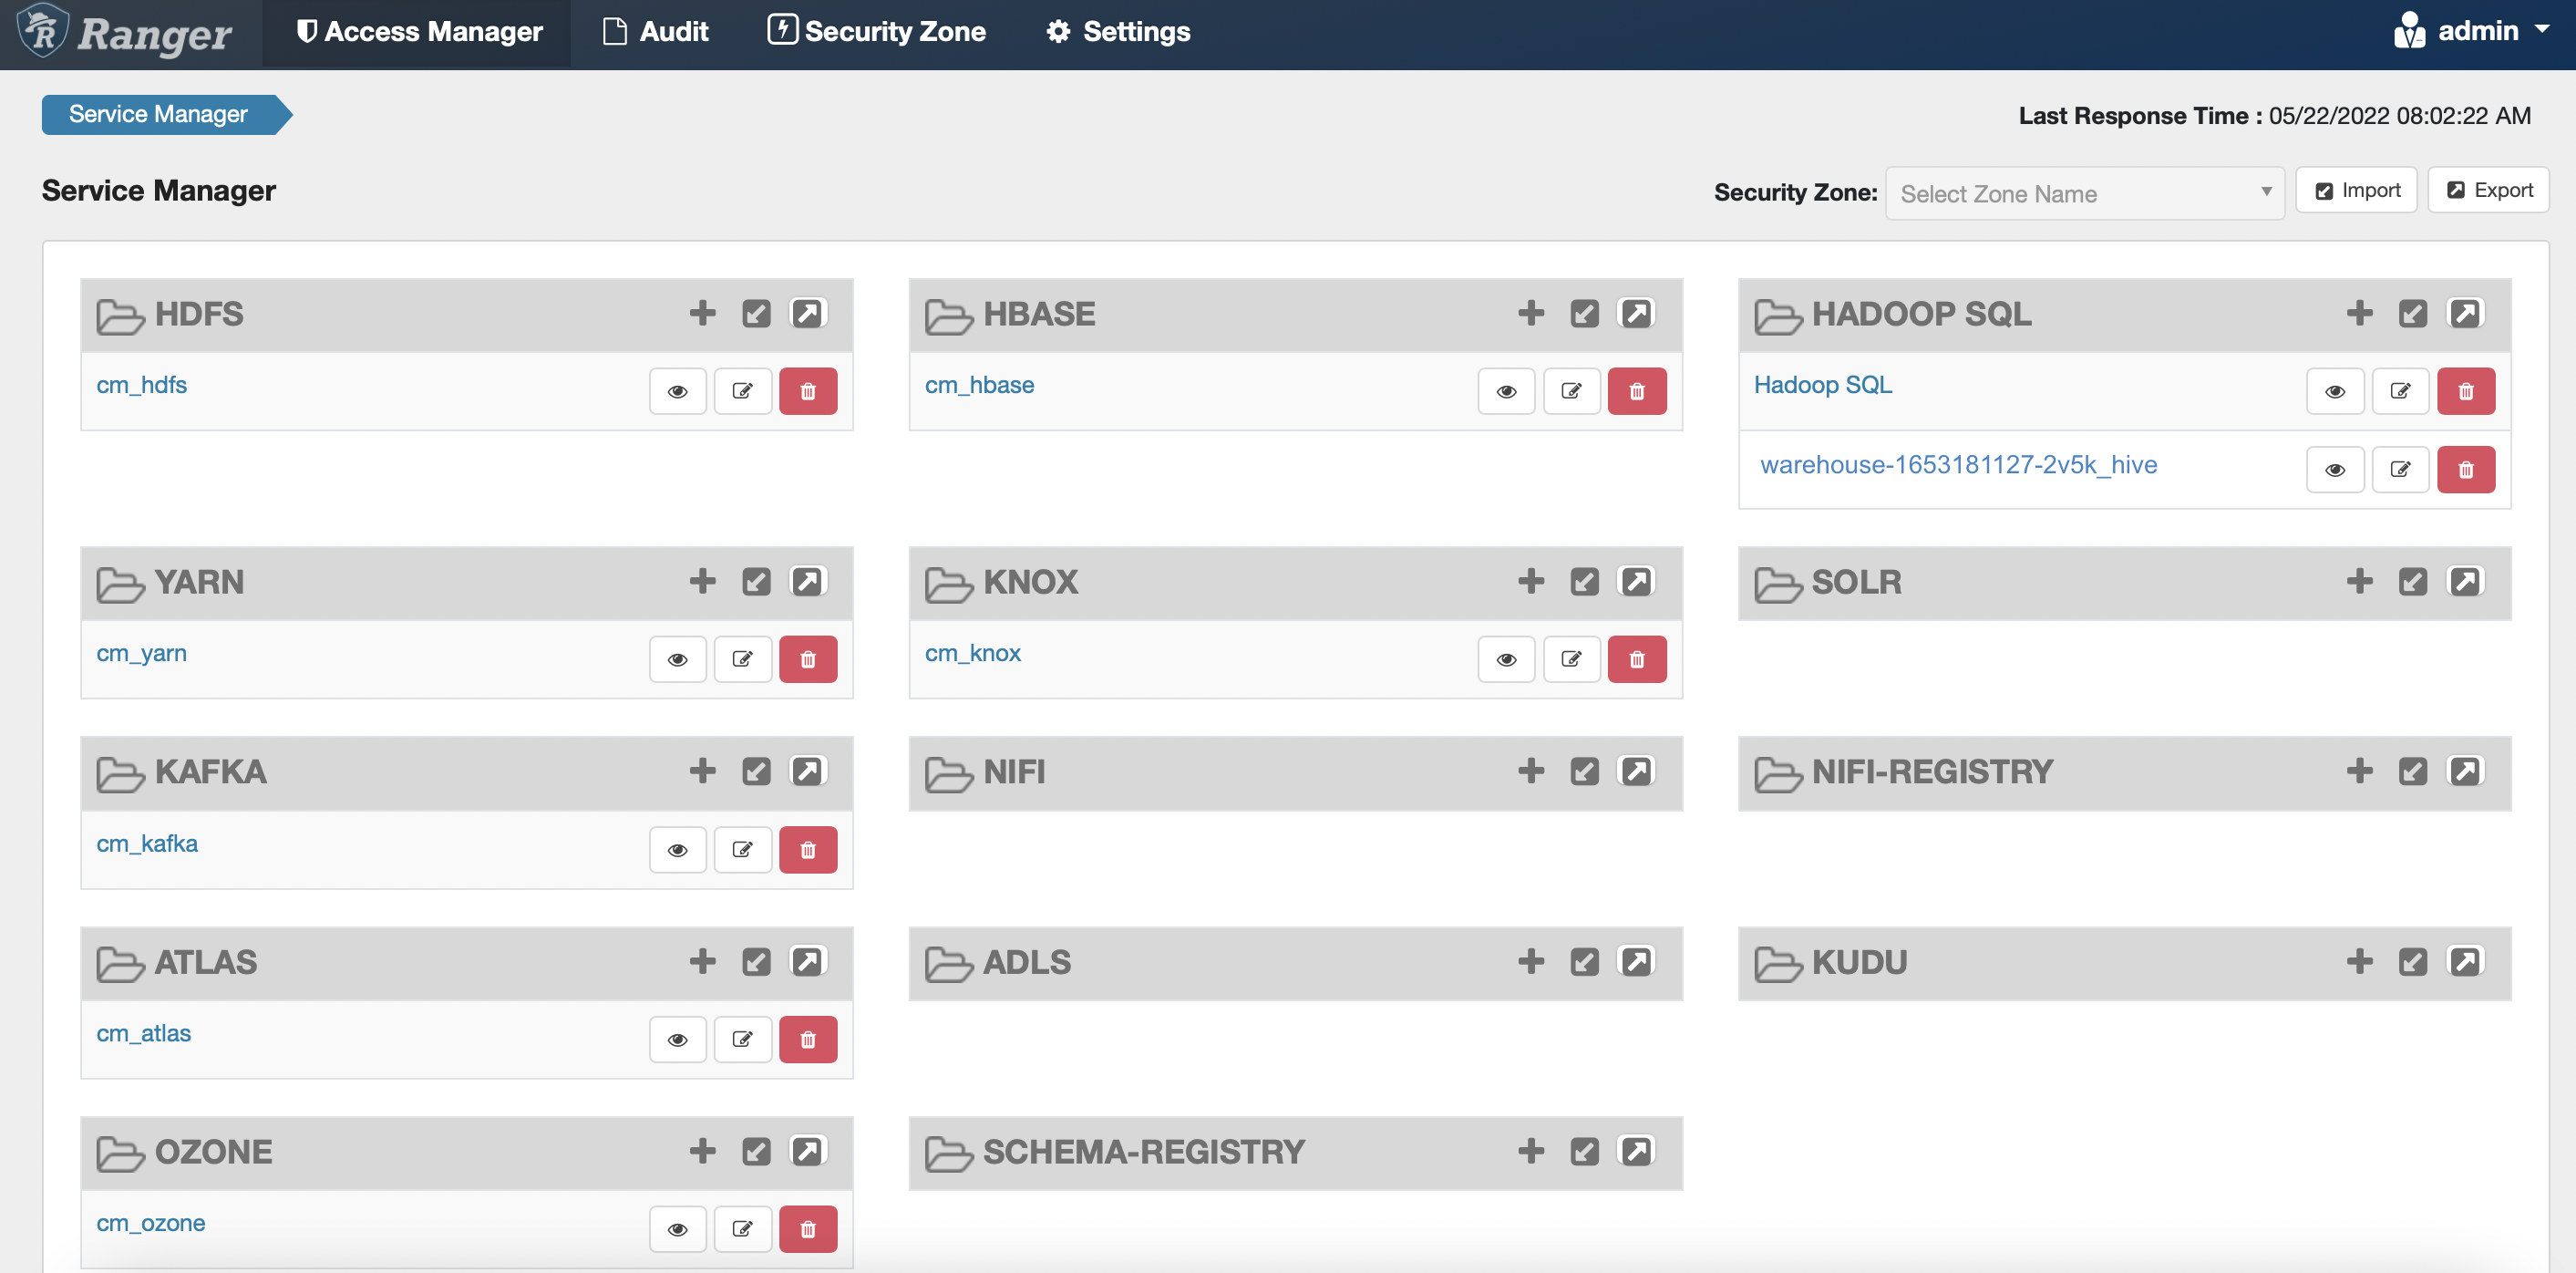 Ranger Access Manager Audit Security Zone Settings admin
Service Manager
Last Response Time : 05/22/2022 08:02:22 AM
Service Manager
Security Zone: Select Zone Name Import Export
HDFS HBASE HADOOP SQL
cm_hdfs cm_hbase Hadoop SQL
warehouse-1653181127-2v5k_hive
YARN KNOX SOLR
cm_yarn cm_knox
KAFKA NIFI NIFI-REGISTRY
cm_kafka
ATLAS ADLS KUDU
cm_atlas
OZONE SCHEMA-REGISTRY
cm_ozone